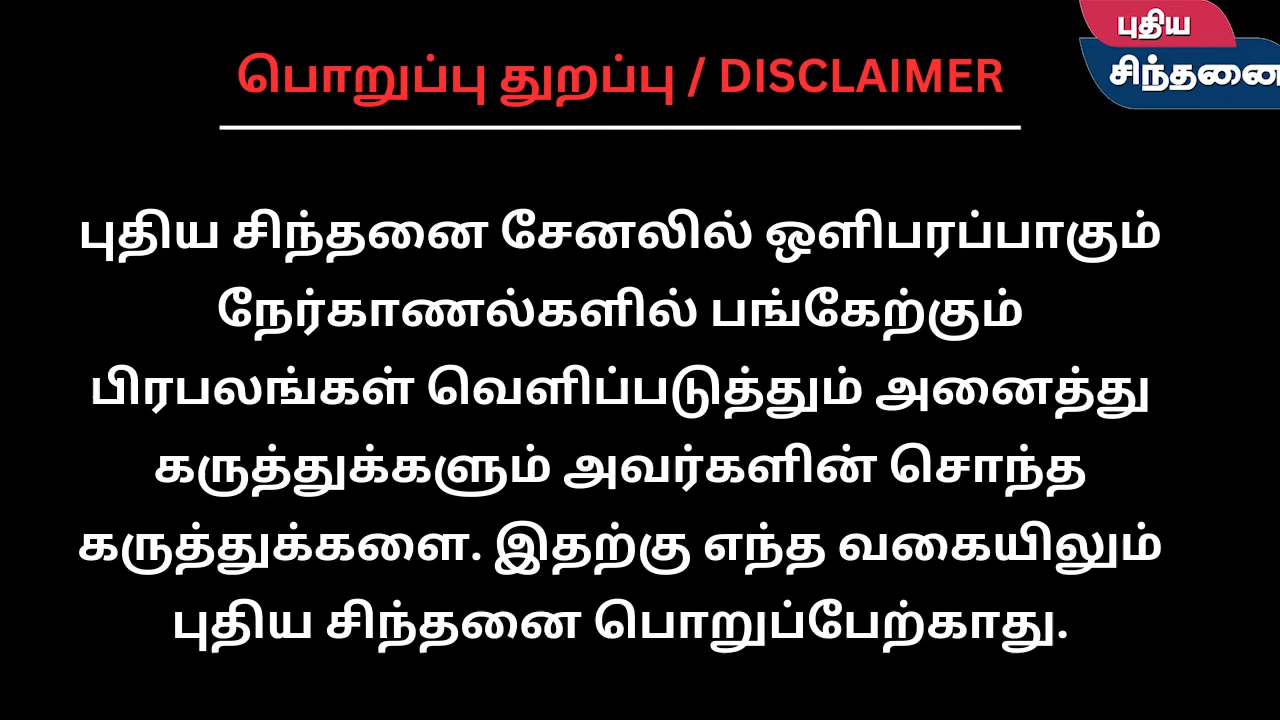 புதிய
சிந்தனை
பொறுப்பு துறப்பு / DISCLAIMER
புதிய சிந்தனை சேனலில் ஒளிபரப்பாகும்
நேர்காணல்களில் பங்கேற்கும்
பிரபலங்கள் வெளிப்படுத்தும் அனைத்து
கருத்துக்களும் அவர்களின் சொந்த
கருத்துக்களை. இதற்கு எந்த வகையிலும்
புதிய சிந்தனை பொறுப்பேற்காது.